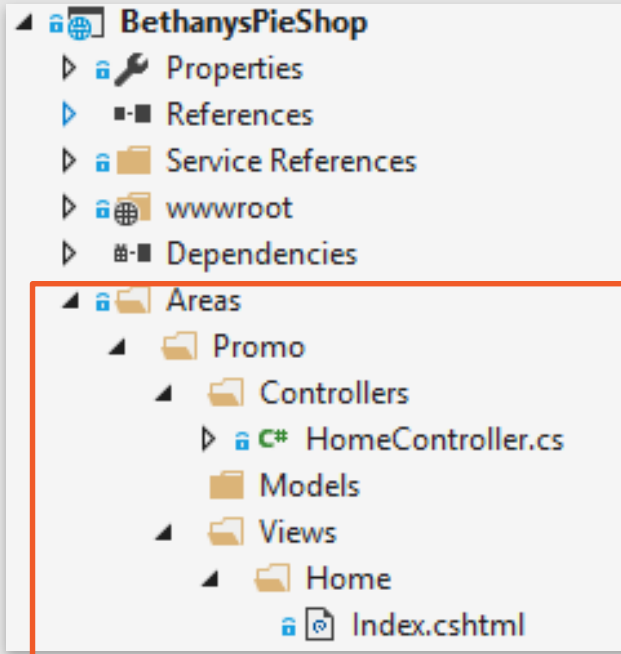 BethanysPieShop
Properties
References
Service References
wwwroot
Dependencies
Areas
Promo
Controllers
C# HomeController.cs
Models
Views
Home
Index.cshtml